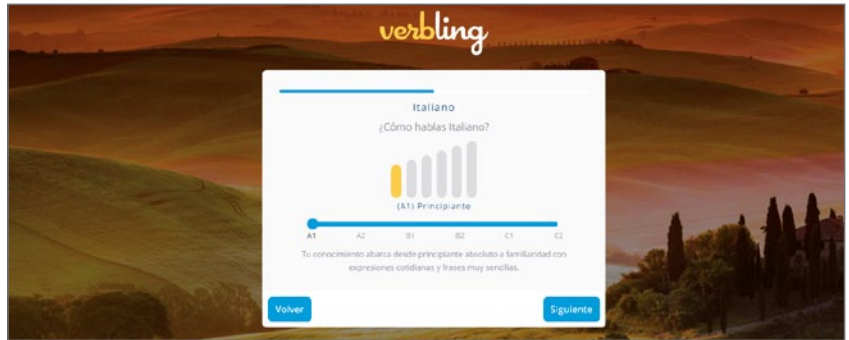 verbling
Italiano
¿Cómo hablas Italiano?
(A1) Principiante
A1 A2 B1 B2 C1 C2
Tu conocimiento abarca desde principiante absoluto a familiaridad con
expresiones cotidianas y frases muy sencillas.
Volver Siguiente